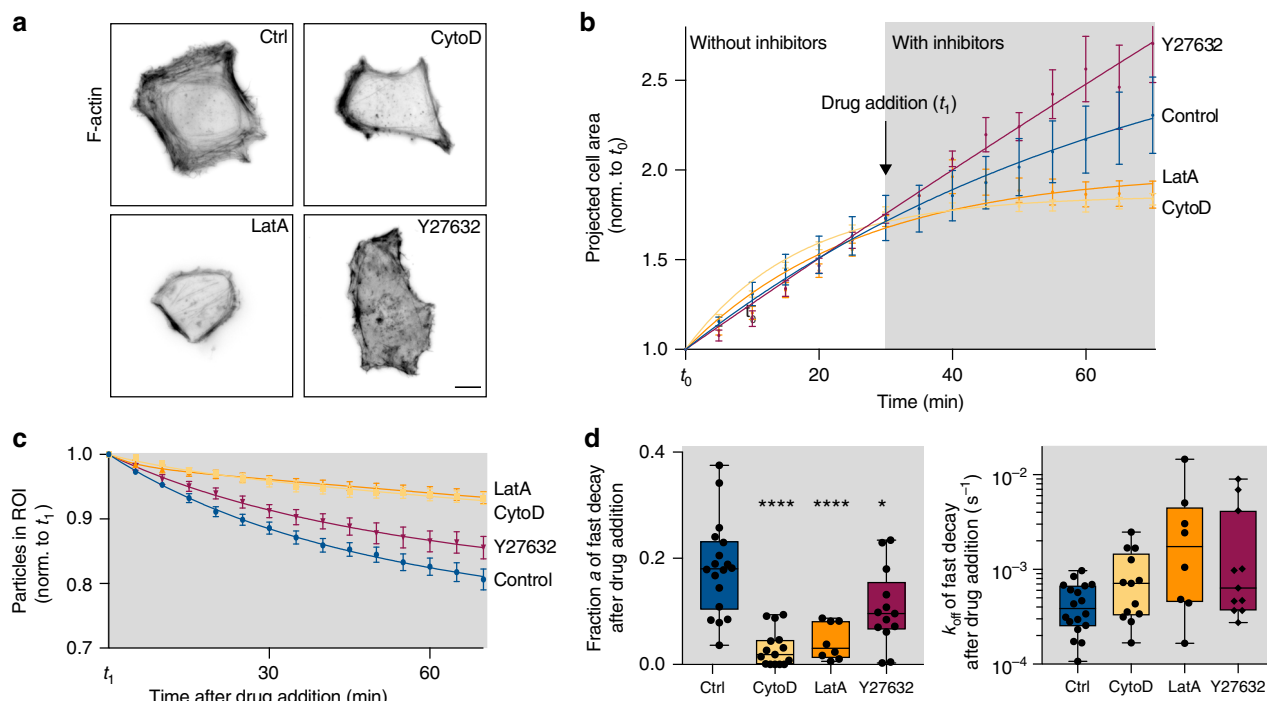 a
Ctrl
CytoD
F-actin
LatA
Y27632
b
Without inhibitors
With inhibitors
Drug addition (t1)
Y27632
Control
LatA
CytoD
Projected cell area
(norm. to t0)
2.5
2.0
1.5
1.0
t0
t0
20
40
60
Time (min)
c
Particles in ROI
(norm. to t1)
1.0
0.9
0.8
0.7
LatA
CytoD
Y27632
Control
t1
30
60
Time after drug addition (min)
d
Fraction a of fast decay
after drug addition
0.4
0.2
0.0
****
****
*
Ctrl
CytoD
LatA
Y27632
koff of fast decay
after drug addition (s−1)
10−2
10−3
10−4
Ctrl
CytoD
LatA
Y27632